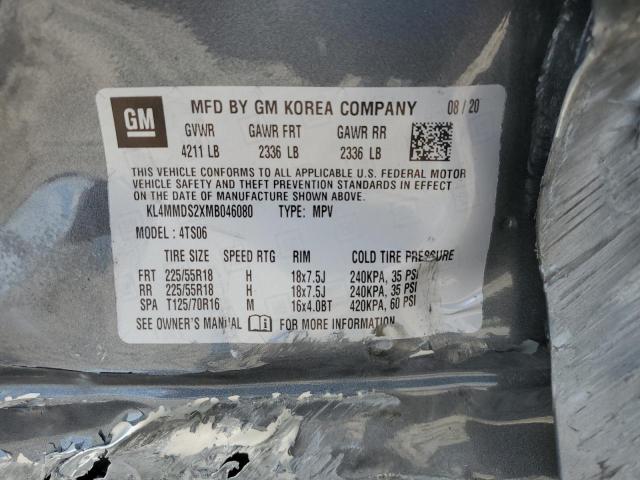 GM MFD BY GM KOREA COMPANY 08/20
GVWR GAWR FRT GAWR RR
4211 LB 2336 LB 2336 LB
THIS VEHICLE CONFORMS TO ALL APPLICABLE U.S. FEDERAL MOTOR
VEHICLE SAFETY AND THEFT PREVENTION STANDARDS IN EFFECT
ON THE DATE OF MANUFACTURE SHOWN ABOVE.
KL4MMDS2XMB046080 TYPE: MPV
MODEL: 4TS06
TIRE SIZE SPEED RTG RIM COLD TIRE PRESSURE
FRT 225/55R18 H 18x7.5J 240KPA, 35 PSI
RR 225/55R18 H 18x7.5J 240KPA, 35 PSI
SPA T125/70R16 M 16x4.0BT 420KPA, 60 PSI
SEE OWNER'S MANUAL FOR MORE INFORMATION